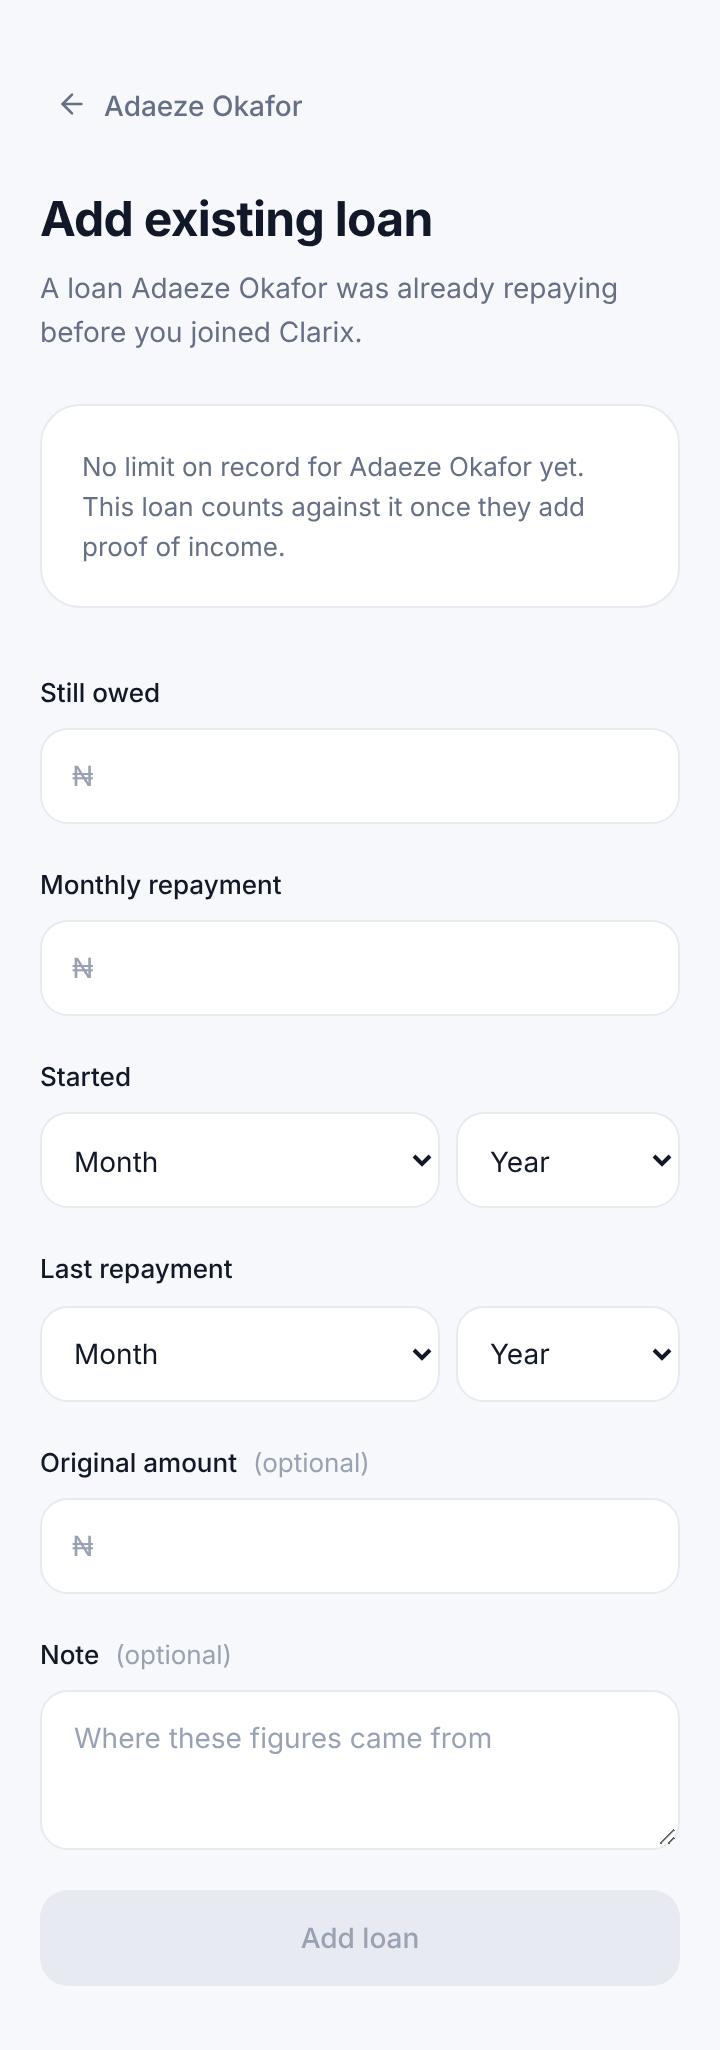 Adaeze Okafor
Add existing loan
A loan Adaeze Okafor was already repaying
before you joined Clarix.
No limit on record for Adaeze Okafor yet.
This loan counts against it once they add
proof of income.
Still owed
₦
Monthly repayment
₦
Started
Month
Year
Last repayment
Month
Year
Original amount (optional)
₦
Note (optional)
Where these figures came from
Add loan